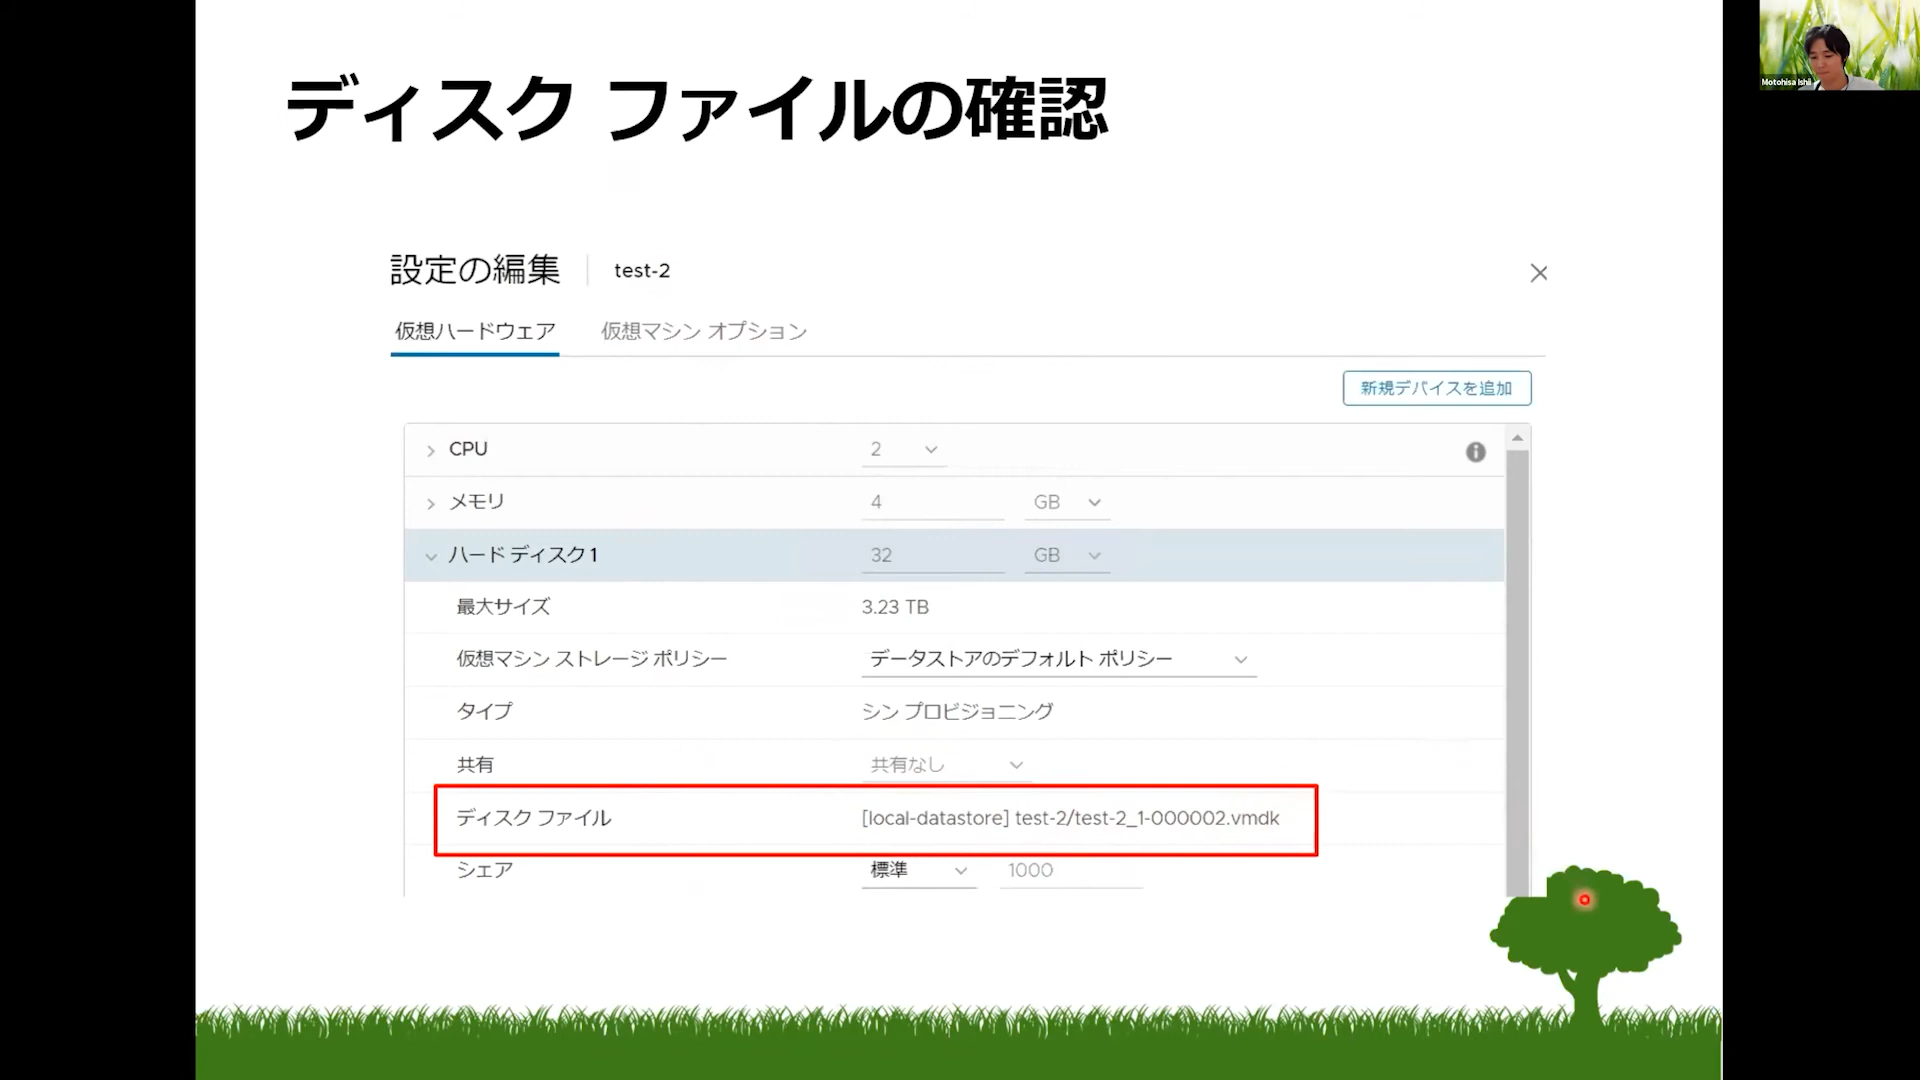 ディスク ファイルの確認
Motohisa Ishii
設定の編集 test-2
仮想ハードウェア 仮想マシン オプション
新規デバイスを追加
CPU 2
メモリ 4 GB
ハード ディスク 1 32 GB
最大サイズ 3.23 TB
仮想マシン ストレージ ポリシー データストアのデフォルト ポリシー
タイプ シン プロビジョニング
共有 共有なし
ディスク ファイル [local-datastore] test-2/test-2_1-000002.vmdk
シェア 標準 1000